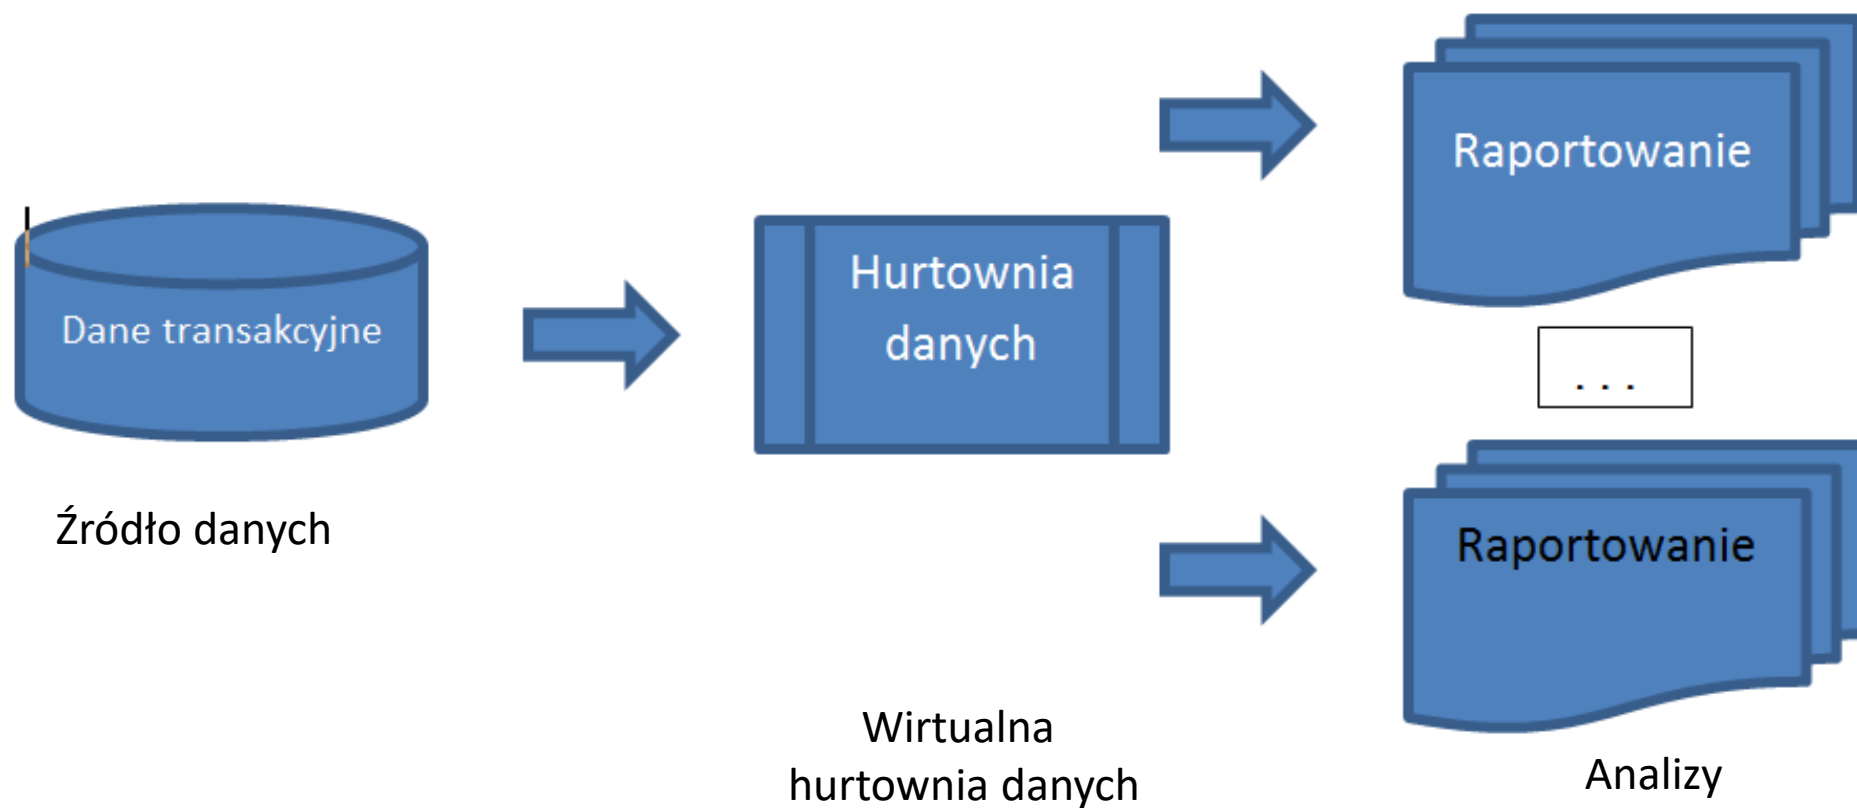 Dane transakcyjne
Źródło danych
Hurtownia
danych
Wirtualna
hurtownia danych
Raportowanie
. . .
Raportowanie
Analizy